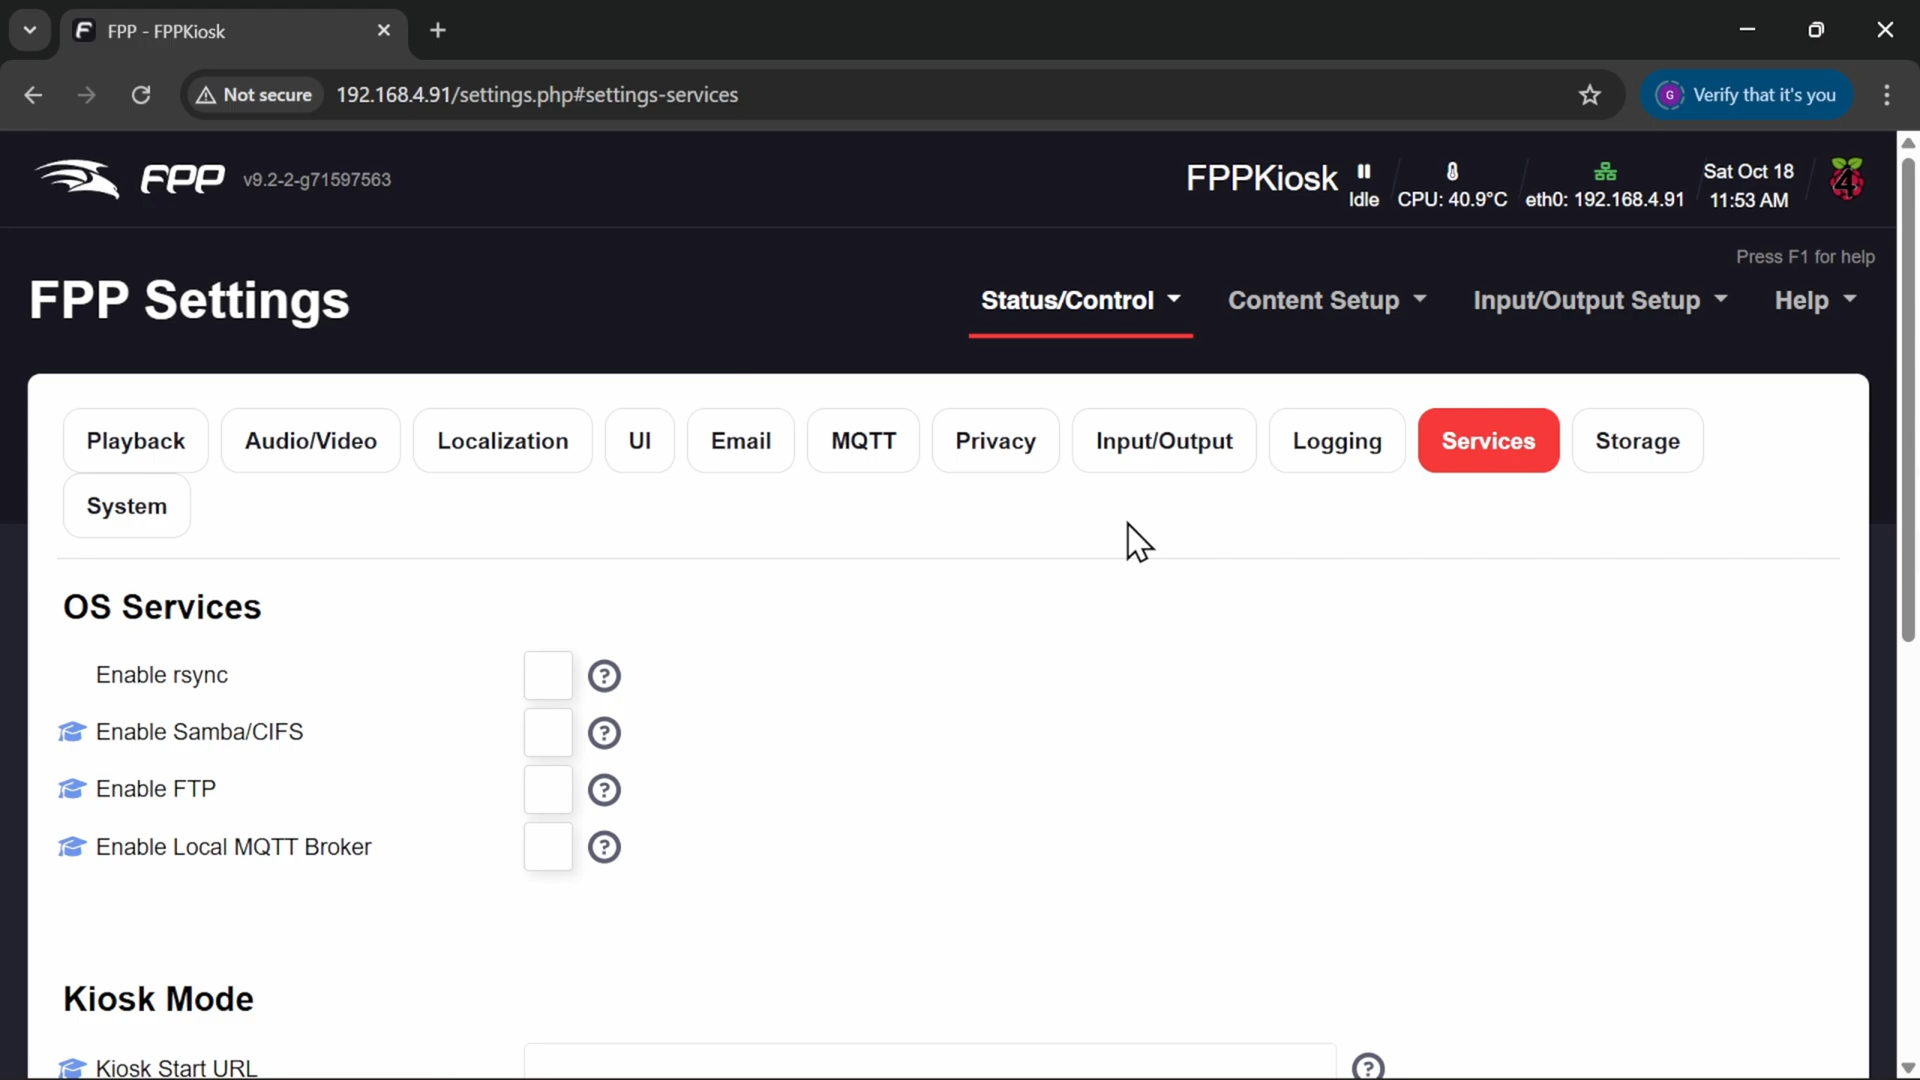 FPP - FPPKiosk
Not secure 192.168.4.91/settings.php#settings-services G Verify that it's you
FPP v9.2-2-g71597563 FPPKiosk Idle CPU: 40.9°C eth0: 192.168.4.91 Sat Oct 18 11:53 AM 4
Press F1 for help
FPP Settings Status/Control Content Setup Input/Output Setup Help
Playback Audio/Video Localization UI Email MQTT Privacy Input/Output Logging Services Storage
System
OS Services
Enable rsync ?
Enable Samba/CIFS ?
Enable FTP ?
Enable Local MQTT Broker ?
Kiosk Mode
Kiosk Start URL ?